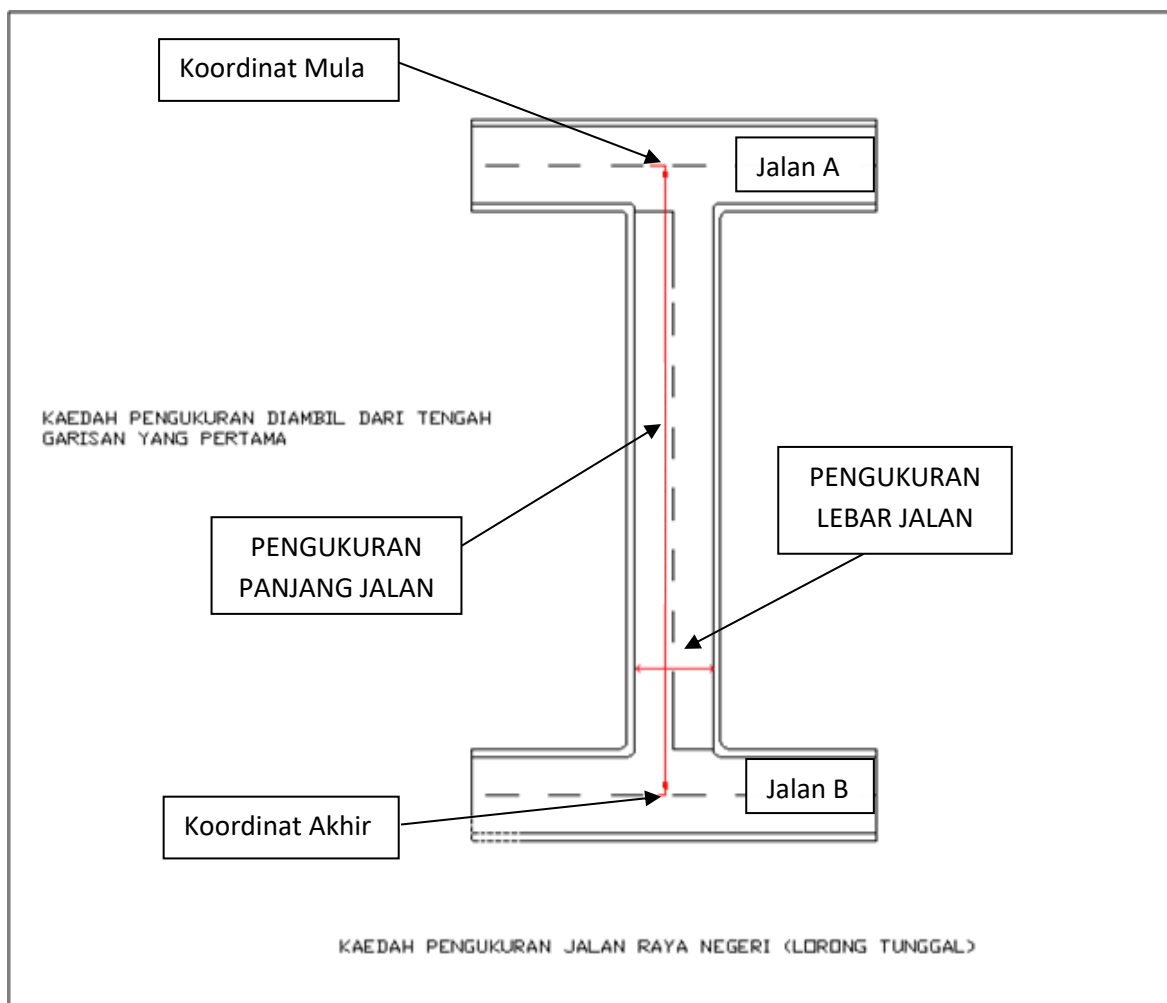 Koordinat Mula
Jalan A
KAEDAH PENGUKURAN DIAMBIL DARI TENGAH
GARISAN YANG PERTAMA
PENGUKURAN
LEBAR JALAN
PENGUKURAN
PANJANG JALAN
Jalan B
Koordinat Akhir
KAEDAH PENGUKURAN JALAN RAYA NEGERI (LORONG TUNGGAL)